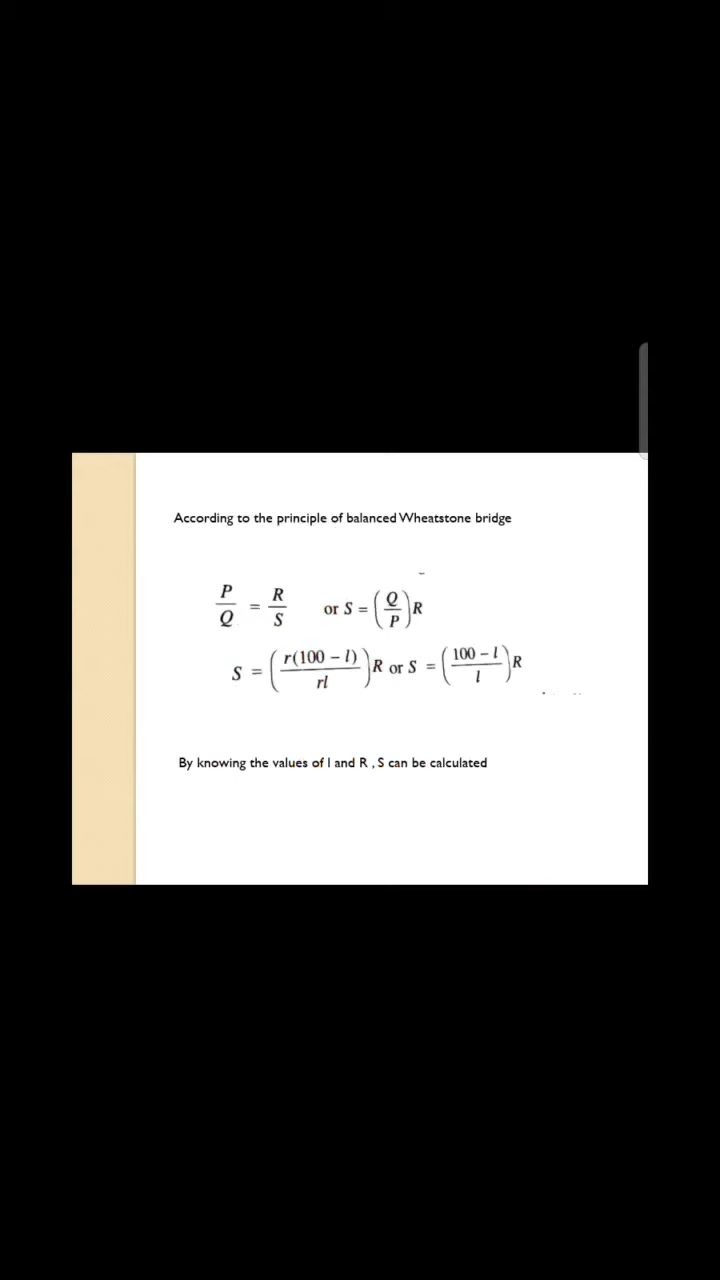 According to the principle of balanced Wheatstone bridge
P/Q = R/S or S = (Q/P)R
S = (r(100 – l)/rl)R or S = (100 – l/l)R
By knowing the values of l and R , S can be calculated